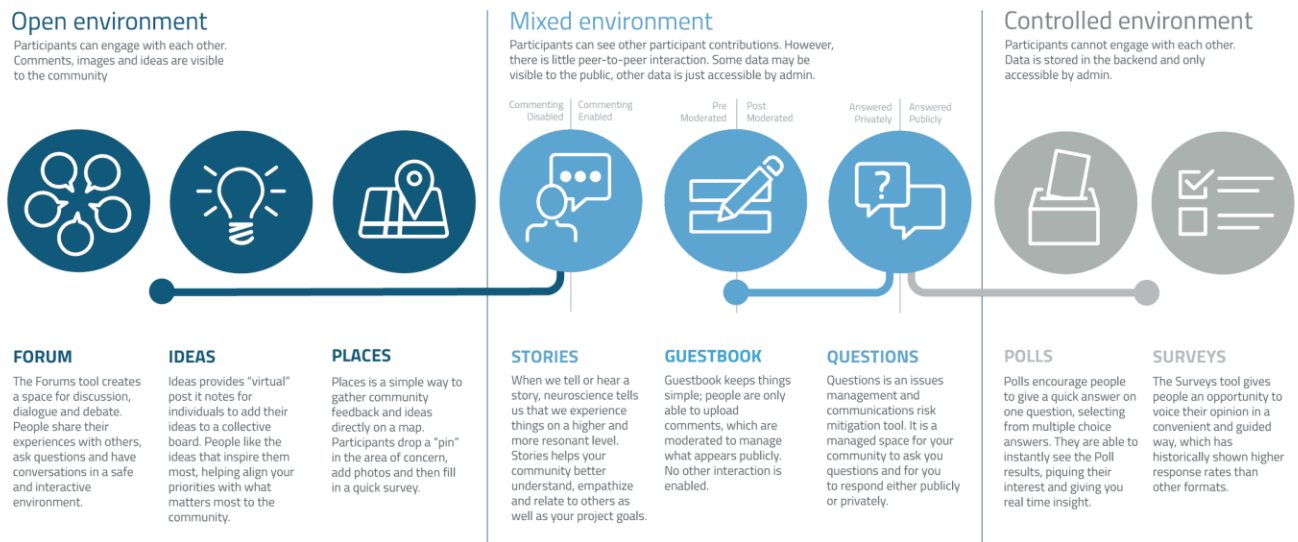 Open environment
Participants can engage with each other.
Comments, images and ideas are visible
to the community
Mixed environment
Participants can see other participant contributions. However,
there is little peer-to-peer interaction. Some data may be
visible to the public, other data is just accessible by admin.
Controlled environment
Participants cannot engage with each other.
Data is stored in the backend and only
accessible by admin.
Commenting
Disabled
Commenting
Enabled
Pre
Moderated
Post
Moderated
Answered
Privately
Answered
Publicly
?
FORUM
The Forums tool creates
a space for discussion,
dialogue and debate.
People share their
experiences with others,
ask questions and have
conversations in a safe
and interactive
environment.
IDEAS
Ideas provides "virtual"
post it notes for
individuals to add their
ideas to a collective
board. People like the
ideas that inspire them
most, helping align your
priorities with what
matters most to the
community.
PLACES
Places is a simple way to
gather community
feedback and ideas
directly on a map.
Participants drop a "pin"
in the area of concern,
add photos and then fill
in a quick survey.
STORIES
When we tell or hear a
story, neuroscience tells
us that we experience
things on a higher and
more resonant level.
Stories helps your
community better
understand, empathize
and relate to others as
well as your project goals.
GUESTBOOK
Guestbook keeps things
simple; people are only
able to upload
comments, which are
moderated to manage
what appears publicly.
No other interaction is
enabled.
QUESTIONS
Questions is an issues
management and
communications risk
mitigation tool. It is a
managed space for your
community to ask you
questions and for you
to respond either publicly
or privately.
POLLS
Polls encourage people
to give a quick answer on
one question, selecting
from multiple choice
answers. They are able to
instantly see the Poll
results, piquing their
interest and giving you
real time insight.
SURVEYS
The Surveys tool gives
people an opportunity to
voice their opinion in a
convenient and guided
way, which has
historically shown higher
response rates than
other formats.